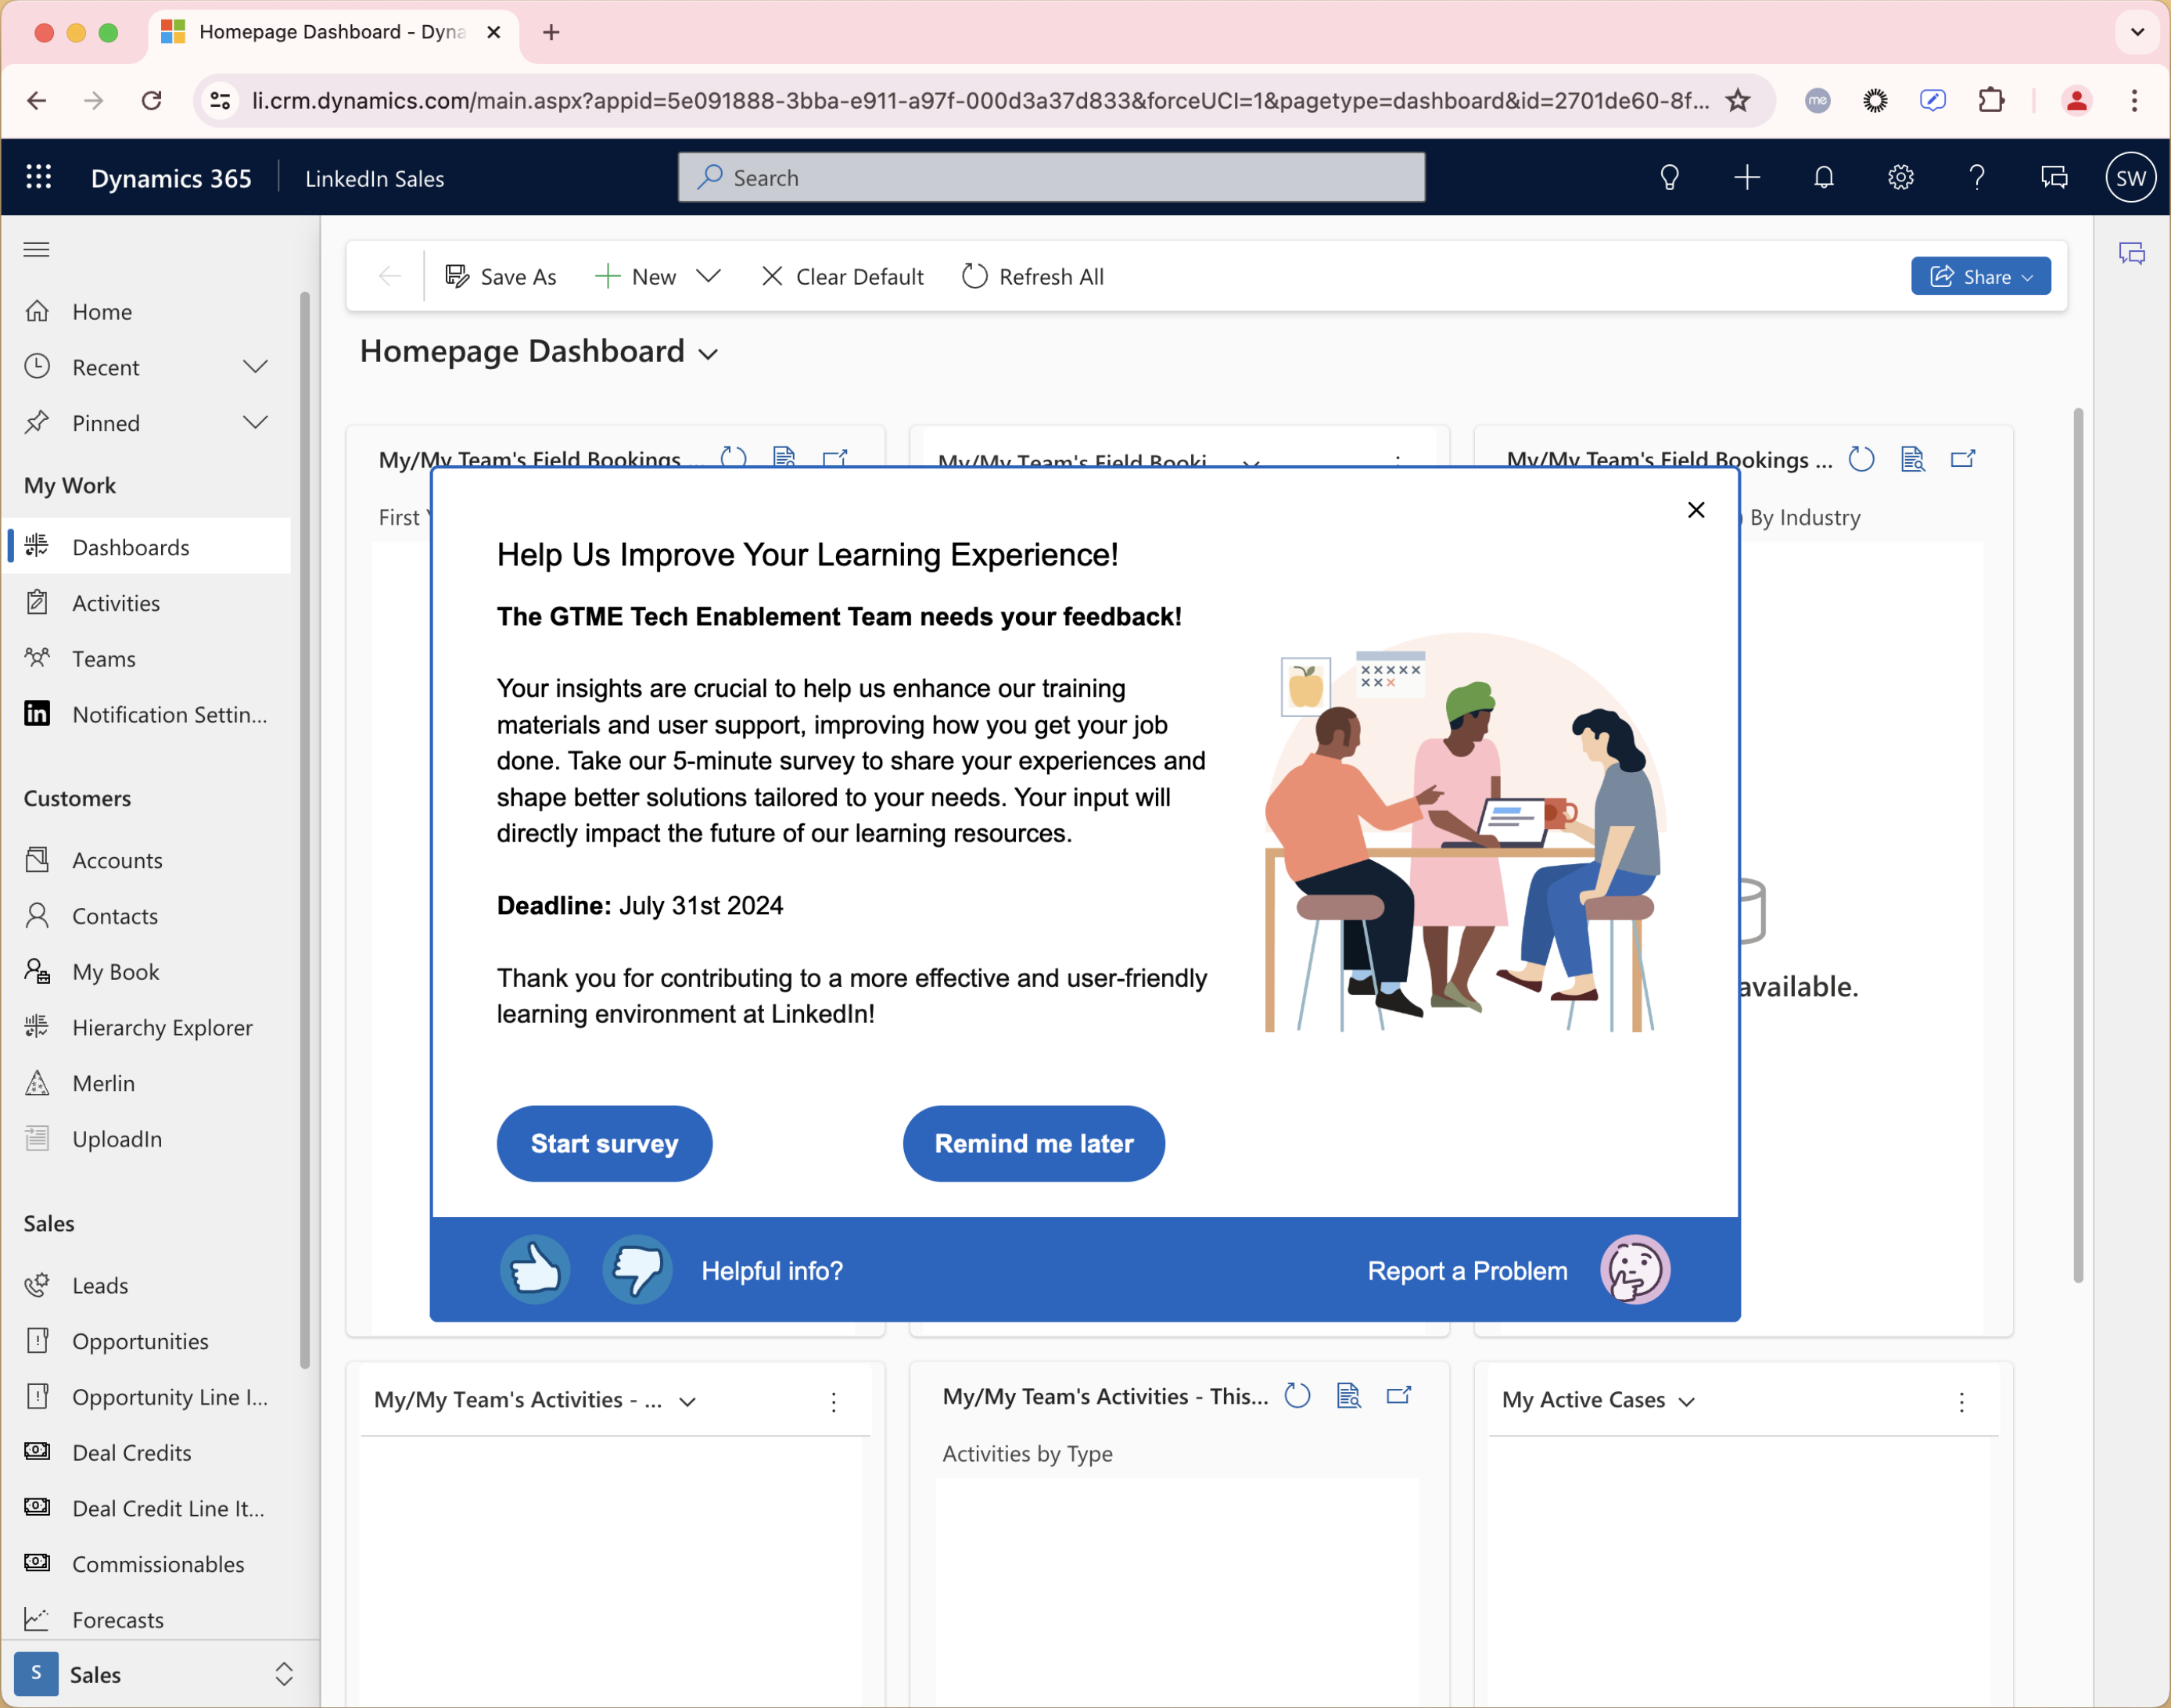 Homepage Dashboard - Dyna
li.crm.dynamics.com/main.aspx?appid=5e091888-3bba-e911-a97f-000d3a37d833&forceUCI=1&pagetype=dashboard&id=2701de60-8f...
me
Dynamics 365
LinkedIn Sales
Search
SW
Save As
New
Clear Default
Refresh All
Share
Home
Recent
Pinned
My Work
Dashboards
Activities
Teams
in Notification Settin...
Customers
Accounts
Contacts
My Book
Hierarchy Explorer
Merlin
UploadIn
Sales
Leads
Opportunities
Opportunity Line I...
Deal Credits
Deal Credit Line It...
Commissionables
Forecasts
S Sales
Homepage Dashboard
My/My Team's Field Bookings ...
First
My/My Team's Field Booki
My/My Team's Field Bookings ...
By Industry
available.
Help Us Improve Your Learning Experience!
The GTME Tech Enablement Team needs your feedback!
Your insights are crucial to help us enhance our training
materials and user support, improving how you get your job
done. Take our 5-minute survey to share your experiences and
shape better solutions tailored to your needs. Your input will
directly impact the future of our learning resources.
Deadline: July 31st 2024
Thank you for contributing to a more effective and user-friendly
learning environment at LinkedIn!
Start survey
Remind me later
Helpful info?
Report a Problem
My/My Team's Activities - ...
My/My Team's Activities - This...
Activities by Type
My Active Cases